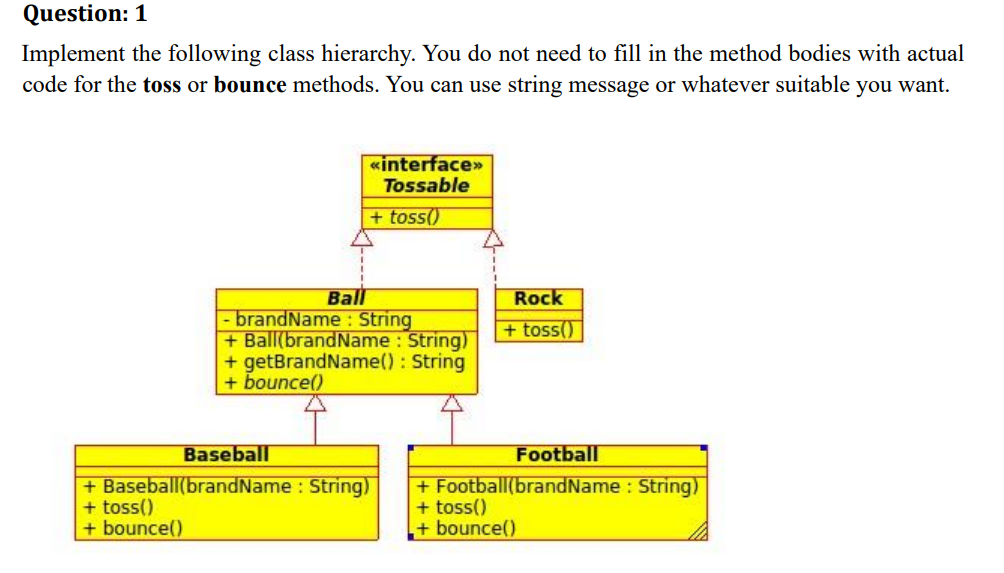 Question: 1
Implement the following class hierarchy. You do not need to fill in the method bodies with actual
code for the toss or bounce methods. You can use string message or whatever suitable you want.
«interface»
Tossable
+ toss()
Ball
- brandName : String
+ Ball(brandName : String)
+ getBrandName() : String
+ bounce()
Rock
+ toss()
Baseball
+ Baseball(brandName : String)
+ toss()
+ bounce()
Football
+ Football(brandName : String)
+ toss()
+ bounce()